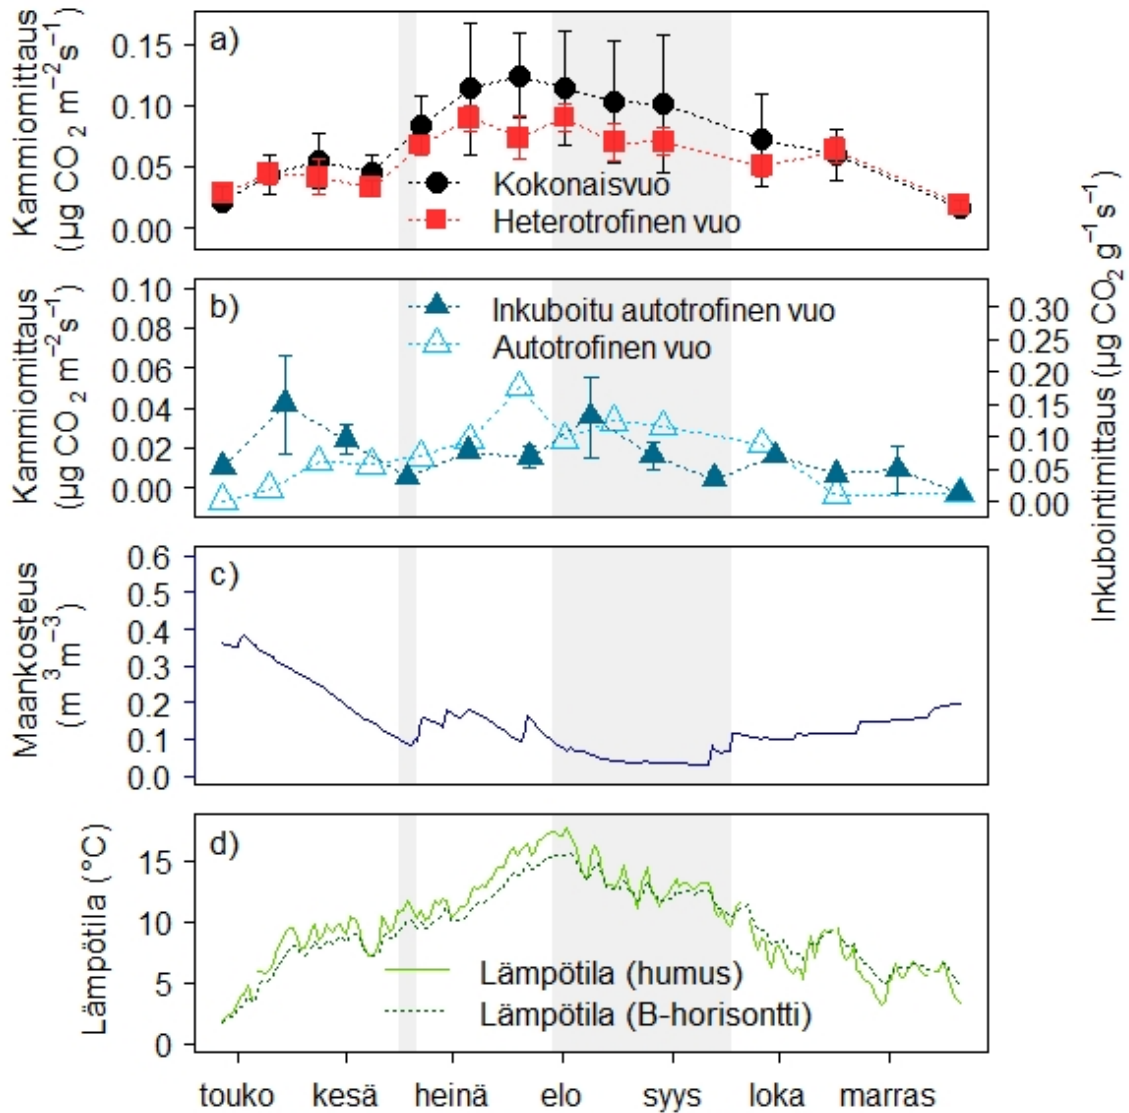 a)
Kammiomittaus
(µg CO₂ m⁻²s⁻¹)
0.15
0.10
0.05
0.00
Kokonaisvuo
Heterotrofinen vuo
b)
Kammiomittaus
(µg CO₂ m⁻²s⁻¹)
0.10
0.08
0.06
0.04
0.02
0.00
Inkuboitu autotrofinen vuo
Autotrofinen vuo
0.30
0.25
0.20
0.15
0.10
0.05
0.00
Inkubointimittaus (µg CO₂ g⁻¹s⁻¹)
c)
Maankosteus
(m³m⁻³)
0.6
0.5
0.4
0.3
0.2
0.1
0.0
d)
Lämpötila (°C)
15
10
5
0
Lämpötila (humus)
Lämpötila (B-horisontti)
touko kesä heinä elo syys loka marras